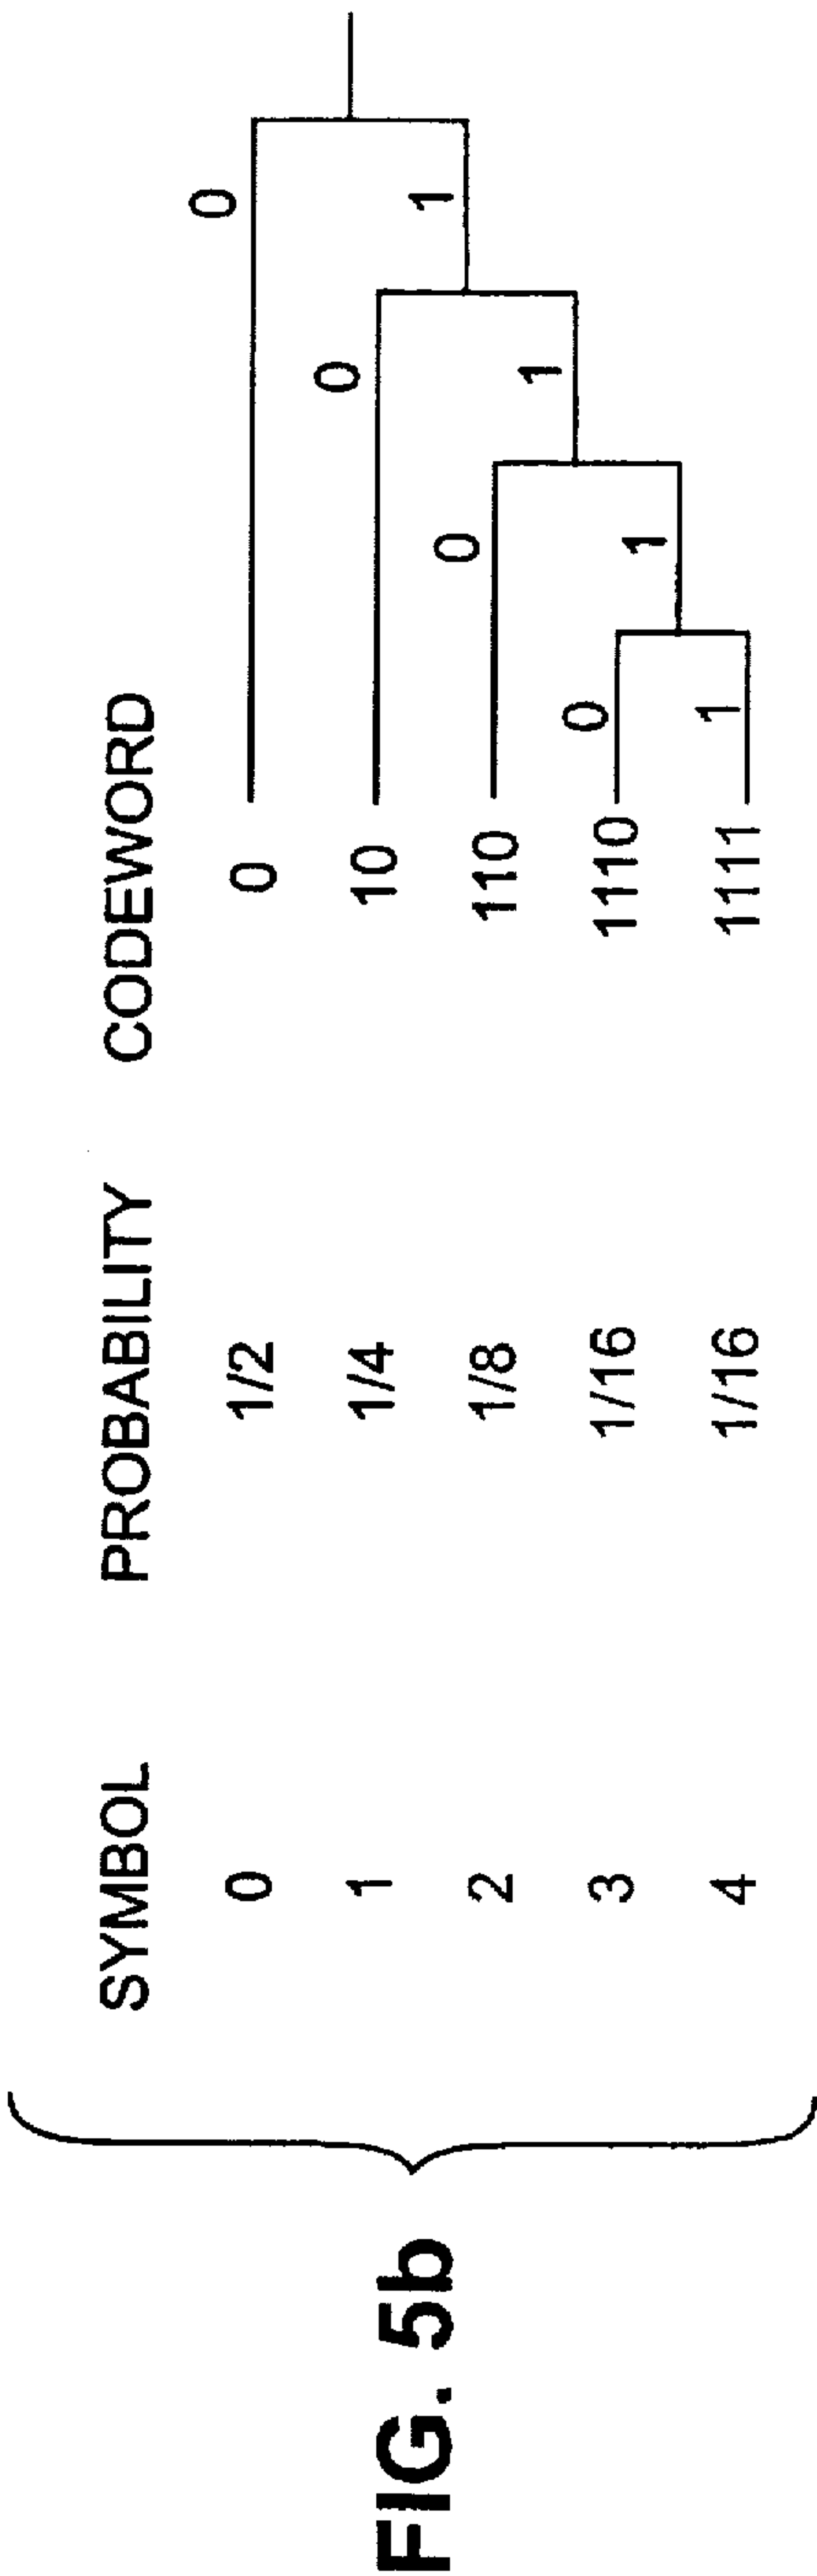 FIG. 5b
SYMBOL PROBABILITY CODEWORD
0 1/2 0 0
1 1/4 10 0 1
2 1/8 110 0 1
3 1/16 1110 0 1
4 1/16 1111 1